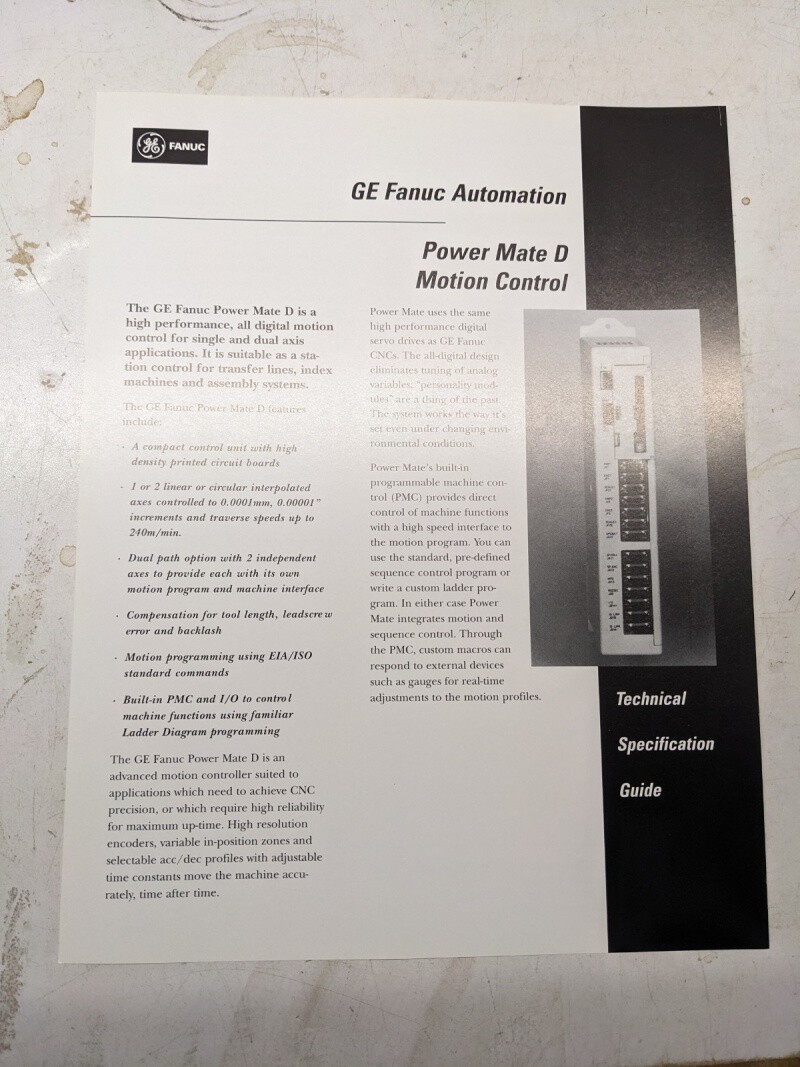 GE FANUC
GE Fanuc Automation
Power Mate D
Motion Control
The GE Fanuc Power Mate D is a
high performance, all digital motion
control for single and dual axis
applications. It is suitable as a sta-
tion control for transfer lines, index
machines and assembly systems.
The GE Fanuc Power Mate D features
include:
· A compact control unit with high
density printed circuit boards
· 1 or 2 linear or circular interpolated
axes controlled to 0.0001mm, 0.00001"
increments and traverse speeds up to
240m/min.
· Dual path option with 2 independent
axes to provide each with its own
motion program and machine interface
· Compensation for tool length, leadscrew
error and backlash
· Motion programming using EIA/ISO
standard commands
· Built-in PMC and I/O to control
machine functions using familiar
Ladder Diagram programming
The GE Fanuc Power Mate D is an
advanced motion controller suited to
applications which need to achieve CNC
precision, or which require high reliability
for maximum up-time. High resolution
encoders, variable in-position zones and
selectable acc/dec profiles with adjustable
time constants move the machine accu-
rately, time after time.
Power Mate uses the same
high performance digital
servo drives as GE Fanuc
CNCs. The all-digital design
eliminates tuning of analog
variables; "personality mod-
ules" are a thing of the past.
The system works the way it's
set even under changing envi-
ronmental conditions.
Power Mate's built-in
programmable machine con-
trol (PMC) provides direct
control of machine functions
with a high speed interface to
the motion program. You can
use the standard, pre-defined
sequence control program or
write a custom ladder pro-
gram. In either case Power
Mate integrates motion and
sequence control. Through
the PMC, custom macros can
respond to external devices
such as gauges for real-time
adjustments to the motion profiles.
Technical
Specification
Guide